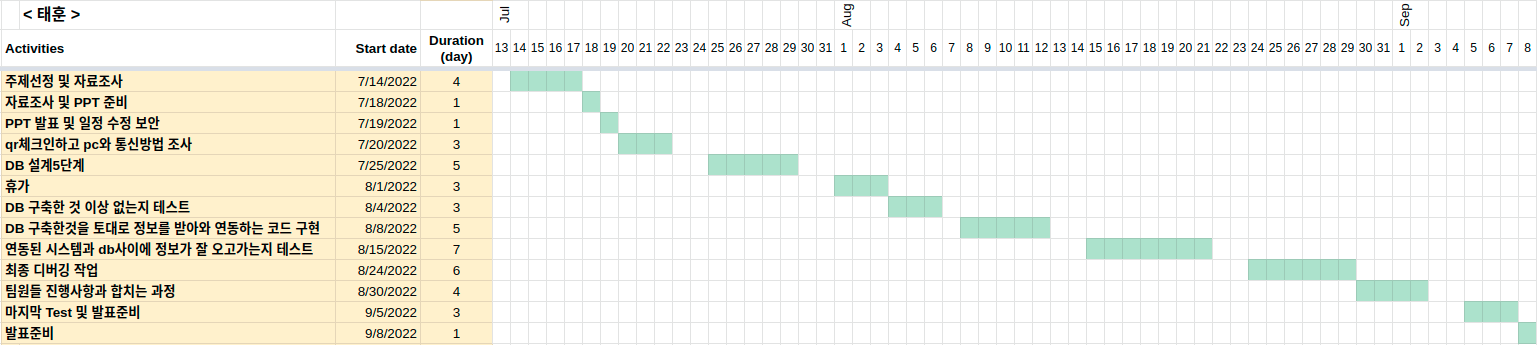 < 태훈 >
Jul Aug Sep
Activities Start date Duration (day) 13 14 15 16 17 18 19 20 21 22 23 24 25 26 27 28 29 30 31 1 2 3 4 5 6 7 8 9 10 11 12 13 14 15 16 17 18 19 20 21 22 23 24 25 26 27 28 29 30 31 1 2 3 4 5 6 7 8
주제선정 및 자료조사 7/14/2022 4
자료조사 및 PPT 준비 7/18/2022 1
PPT 발표 및 일정 수정 보안 7/19/2022 1
qr체크인하고 pc와 통신방법 조사 7/20/2022 3
DB 설계5단계 7/25/2022 5
휴가 8/1/2022 3
DB 구축한 것 이상 없는지 테스트 8/4/2022 3
DB 구축한것을 토대로 정보를 받아와 연동하는 코드 구현 8/8/2022 5
연동된 시스템과 db사이에 정보가 잘 오고가는지 테스트 8/15/2022 7
최종 디버깅 작업 8/24/2022 6
팀원들 진행사항과 합치는 과정 8/30/2022 4
마지막 Test 및 발표준비 9/5/2022 3
발표준비 9/8/2022 1